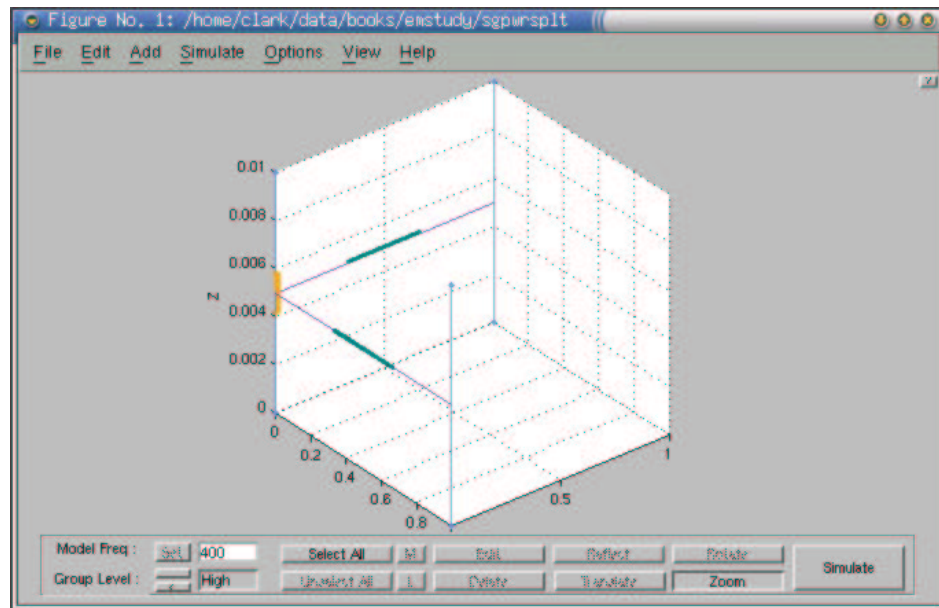 Figure No. 1: /home/clark/data/books/emstudy/sgpwrsplt
File Edit Add Simulate Options View Help
0.01
0.008
0.006
Z
0.004
0.002
0
0
0.2
0.4
0.6
0.8
0.5
1
Model Freq : Set 400 Select All M Edit Reflect Rotate
Group Level : High Unselect All L Delete Translate Zoom
Simulate